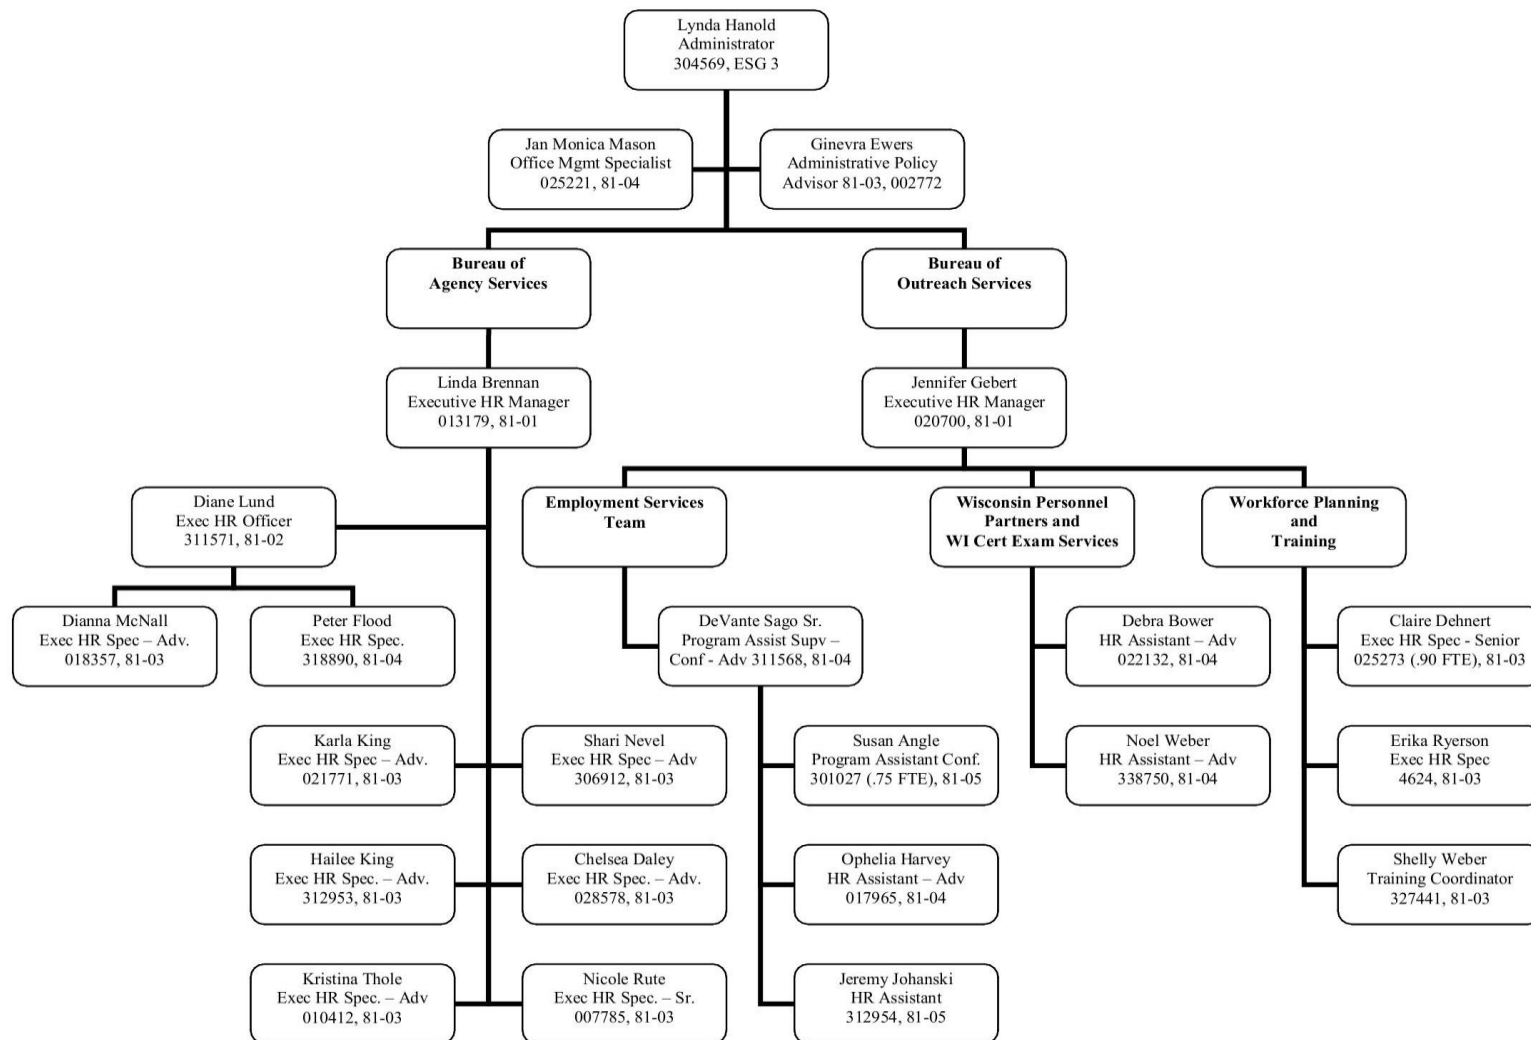 Lynda Hanold
Administrator
304569, ESG 3
Jan Monica Mason
Office Mgmt Specialist
025221, 81-04
Ginevra Ewers
Administrative Policy
Advisor 81-03, 002772
Bureau of
Agency Services
Bureau of
Outreach Services
Linda Brennan
Executive HR Manager
013179, 81-01
Jennifer Gebert
Executive HR Manager
020700, 81-01
Diane Lund
Exec HR Officer
311571, 81-02
Employment Services
Team
Wisconsin Personnel
Partners and
WI Cert Exam Services
Workforce Planning
and
Training
Dianna McNall
Exec HR Spec – Adv.
018357, 81-03
Peter Flood
Exec HR Spec.
318890, 81-04
DeVante Sago Sr.
Program Assist Supv –
Conf - Adv 311568, 81-04
Debra Bower
HR Assistant – Adv
022132, 81-04
Claire Dehnert
Exec HR Spec - Senior
025273 (.90 FTE), 81-03
Karla King
Exec HR Spec – Adv.
021771, 81-03
Shari Nevel
Exec HR Spec – Adv
306912, 81-03
Susan Angle
Program Assistant Conf.
301027 (.75 FTE), 81-05
Noel Weber
HR Assistant – Adv
338750, 81-04
Erika Ryerson
Exec HR Spec
4624, 81-03
Hailee King
Exec HR Spec. – Adv.
312953, 81-03
Chelsea Daley
Exec HR Spec. – Adv.
028578, 81-03
Ophelia Harvey
HR Assistant – Adv
017965, 81-04
Shelly Weber
Training Coordinator
327441, 81-03
Kristina Thole
Exec HR Spec. – Adv
010412, 81-03
Nicole Rute
Exec HR Spec. – Sr.
007785, 81-03
Jeremy Johanski
HR Assistant
312954, 81-05